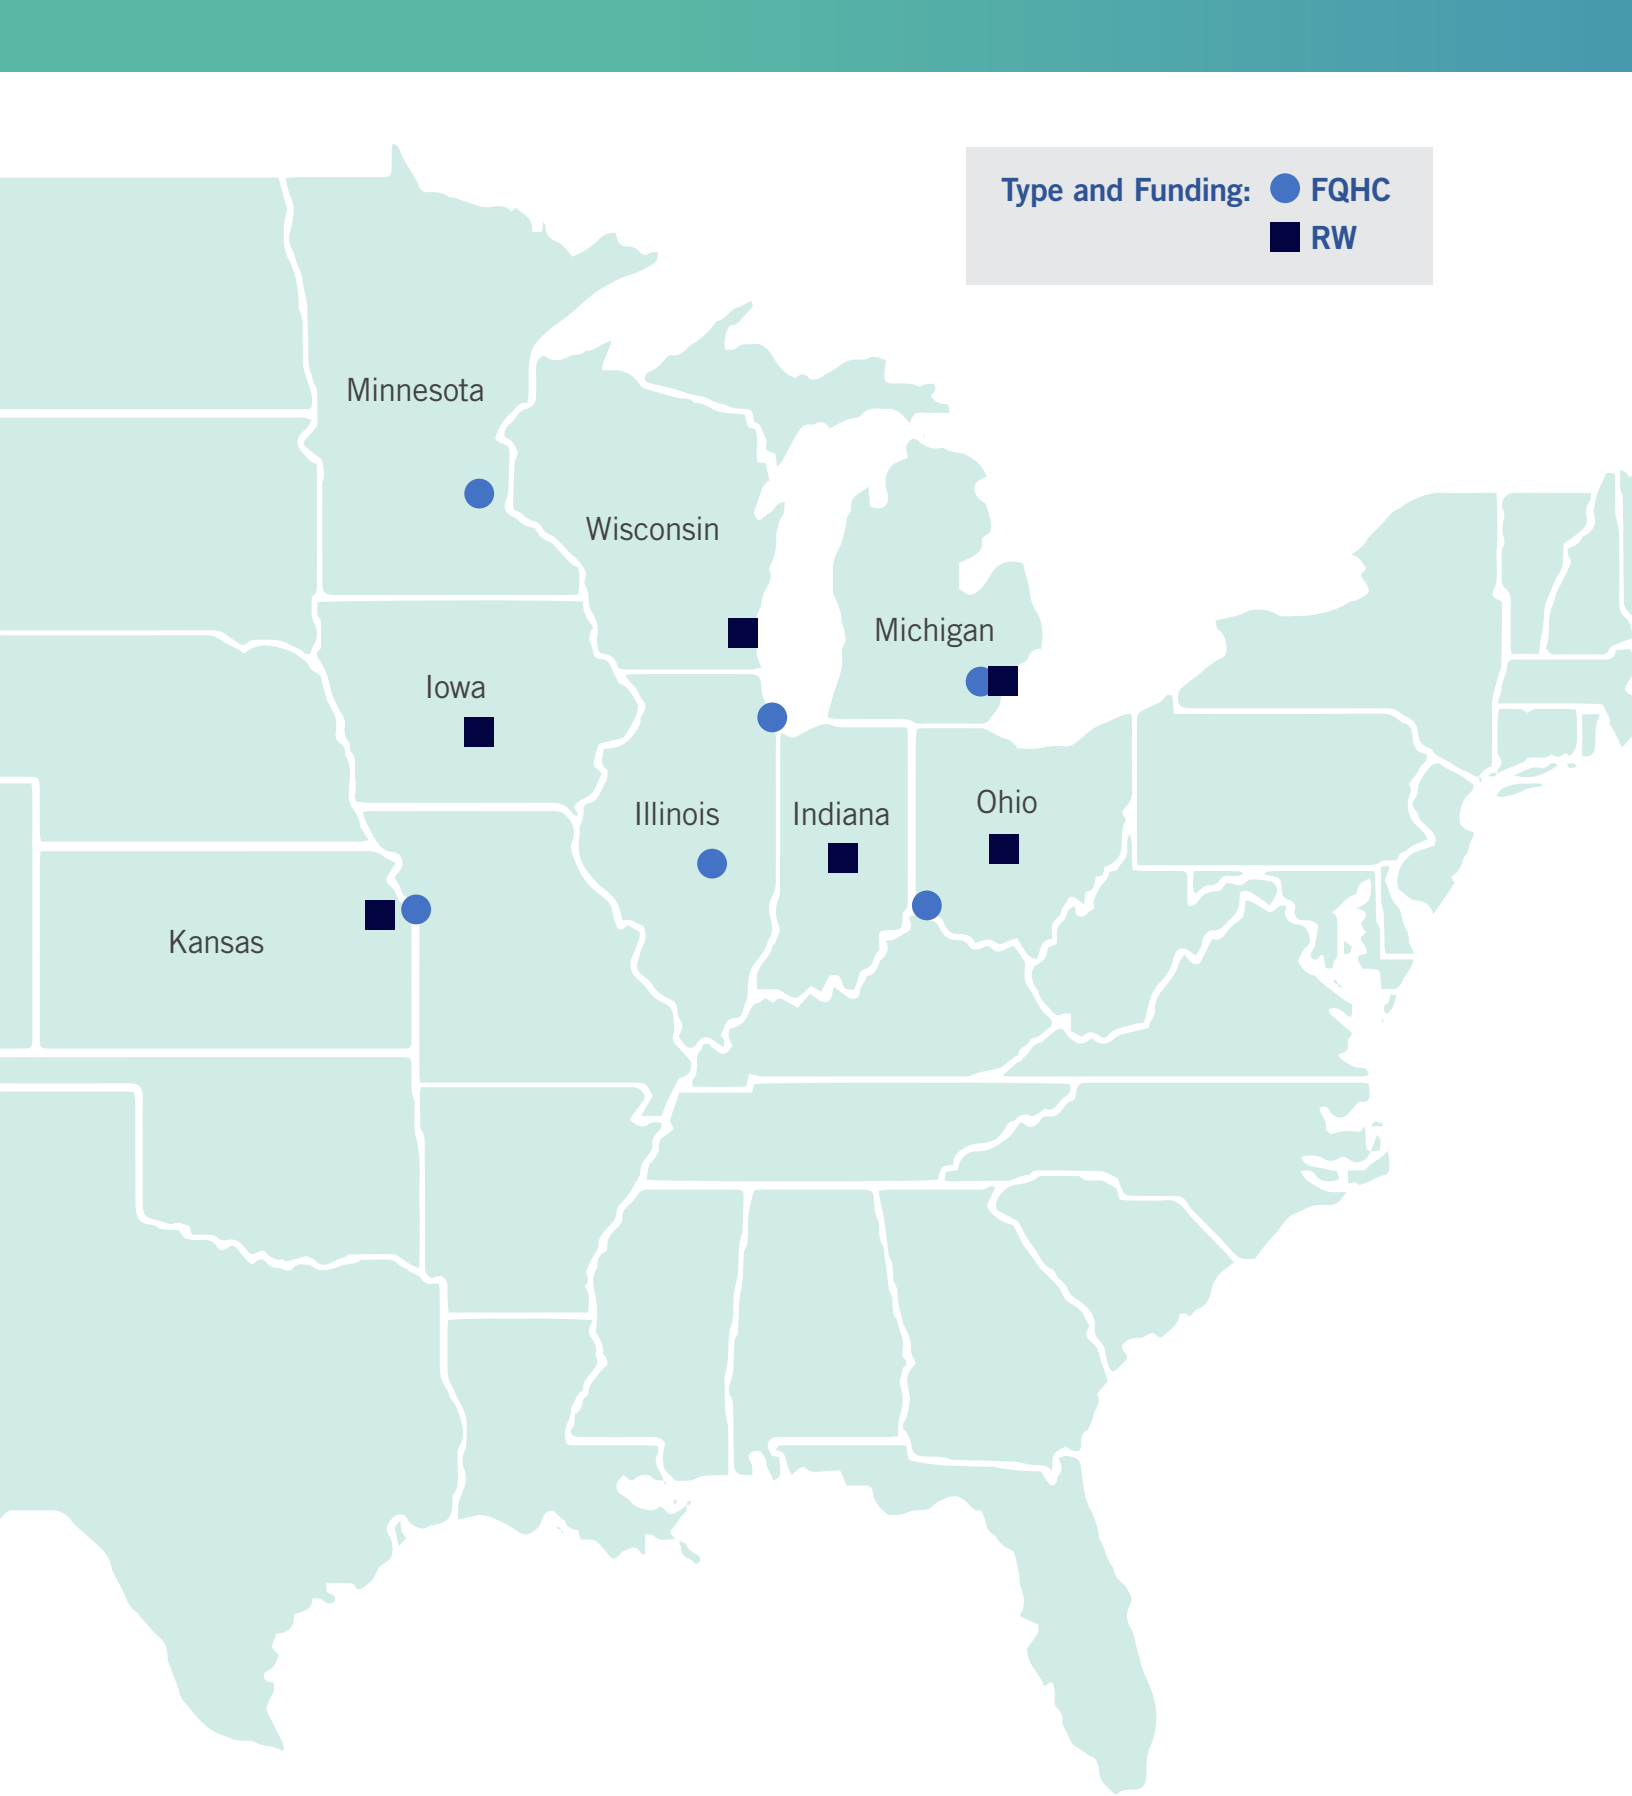 Type and Funding: FQHC
RW
Minnesota
Wisconsin
Michigan
Iowa
Illinois
Indiana
Ohio
Kansas